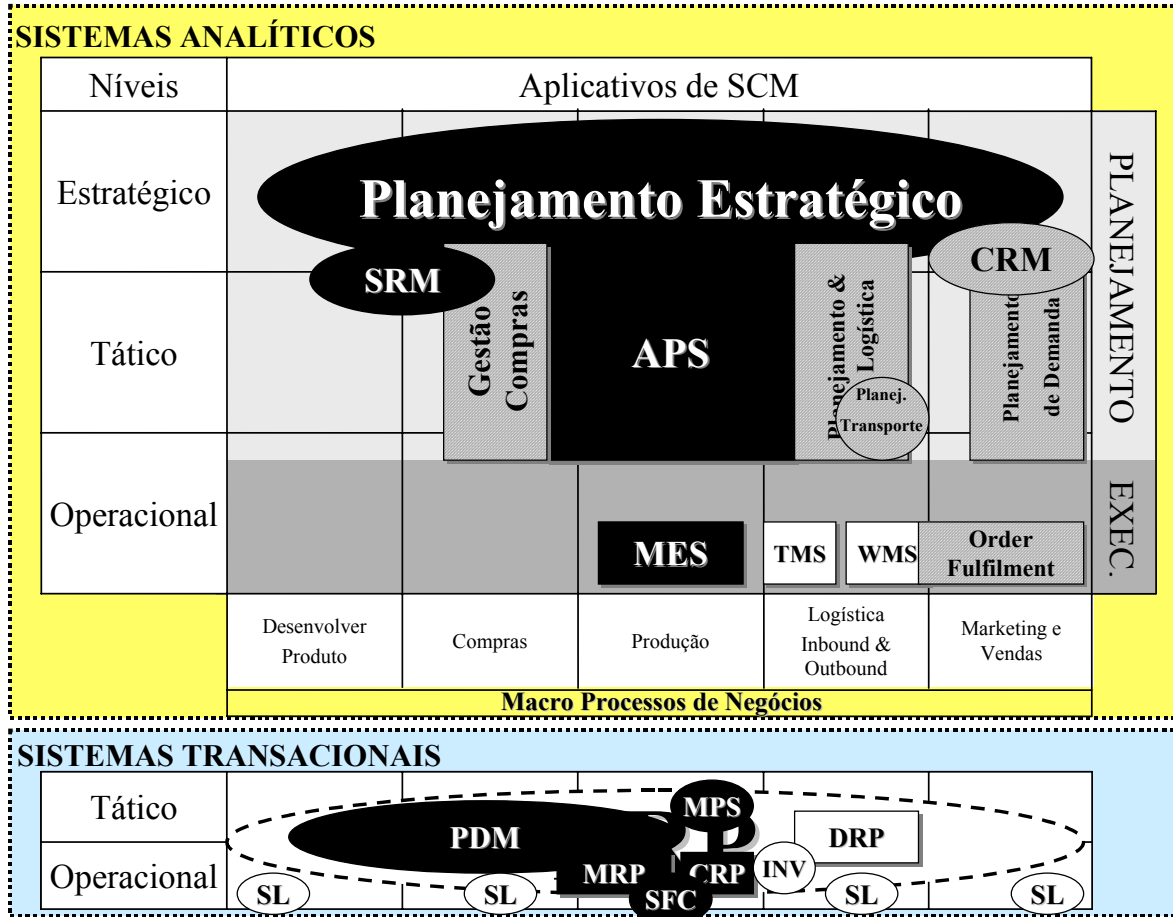 SISTEMAS ANALÍTICOS
Níveis
Aplicativos de SCM
Estratégico
Planejamento Estratégico
PLANEJAMENTO
SRM
CRM
Tático
Gestão
Compras
APS
Planejamento &
Logística
Planej.
Transporte
Planejamento
de Demanda
Operacional
EXEC.
MES
TMS
WMS
Order
Fulfilment
Desenvolver
Produto
Compras
Produção
Logística
Inbound &
Outbound
Marketing e
Vendas
Macro Processos de Negócios
SISTEMAS TRANSACIONAIS
Tático
MPS
PDM
DRP
Operacional
MRP
CRP
INV
SL
SL
SFC
SL
SL